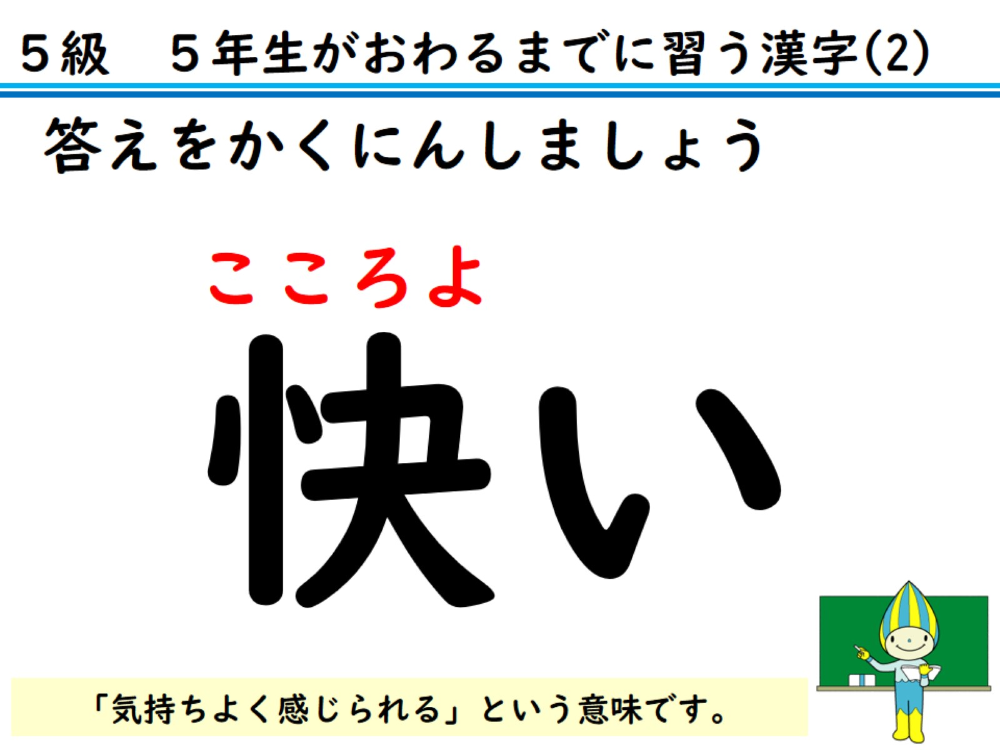 ５級　５年生がおわるまでに習う漢字(2)
答えをかくにんしましょう
こころよ
快い
「気持ちよく感じられる」という意味です。